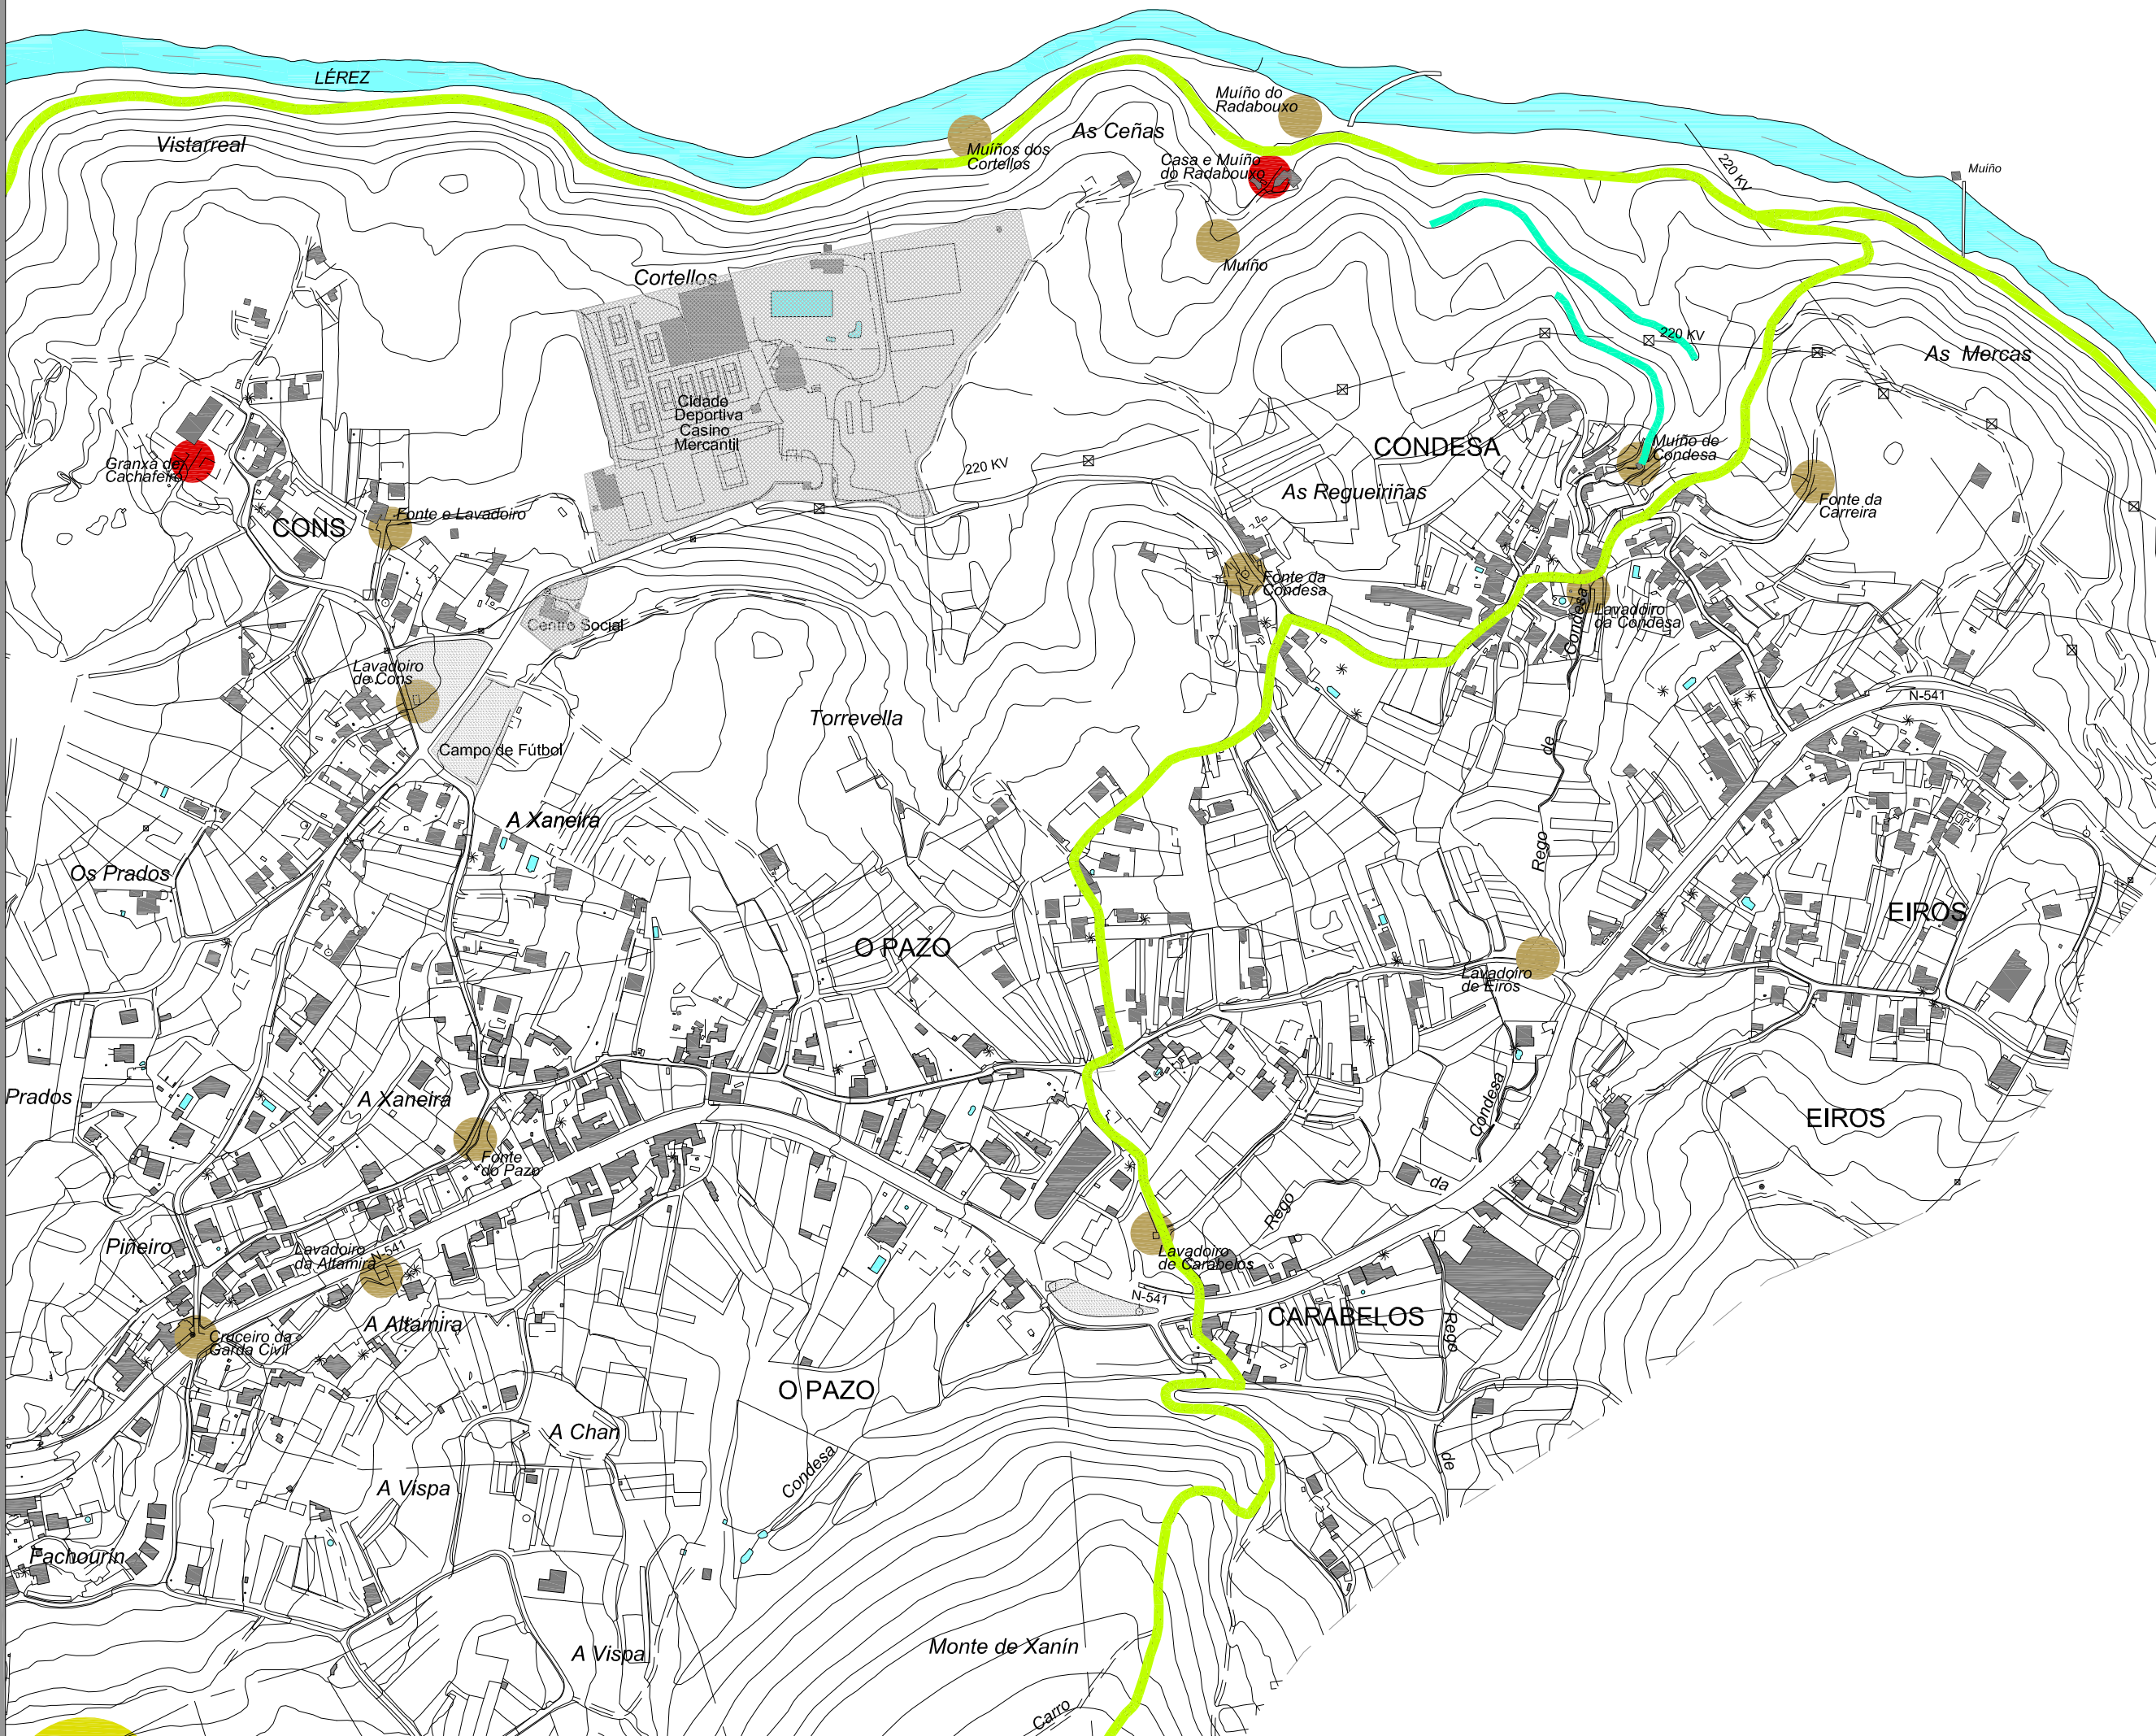 LÉREZ
Vistarreal
Muíño do
Radabouxo
As Ceñas
Muíños dos
Cortellos
Casa e Muíño
do Radabouxo
220 KV
Muíño
Muíño
Cortellos
220 KV
As Mercas
Cidade
Deportiva
Casino
Mercantil
CONDESA
Muíño de
Condesa
Granxa de
Cachafeiro
220 KV
As Regueiriñas
Fonte da
Carreira
Fonte e Lavadoiro
CONS
Fonte da
Condesa
Centro Social
Lavadoiro
da Condesa
Condesa
Lavadoiro
de Cons
N-541
Torrevella
Campo de Fútbol
de
A Xaneira
Rego
Os Prados
EIROS
O PAZO
Lavadoiro
de Eiros
Prados
A Xaneira
Condesa
EIROS
Fonte
do Pazo
da
Rego
Piñeiro
Lavadoiro
da Altamira
N-541
Lavadoiro
de Carabelos
N-541
CARABELOS
Rego
A Altamira
Cruceiro da
Garda Civil
O PAZO
A Chan
de
Condesa
A Vispa
Fachourín
Monte de Xanín
A Vispa
Carro